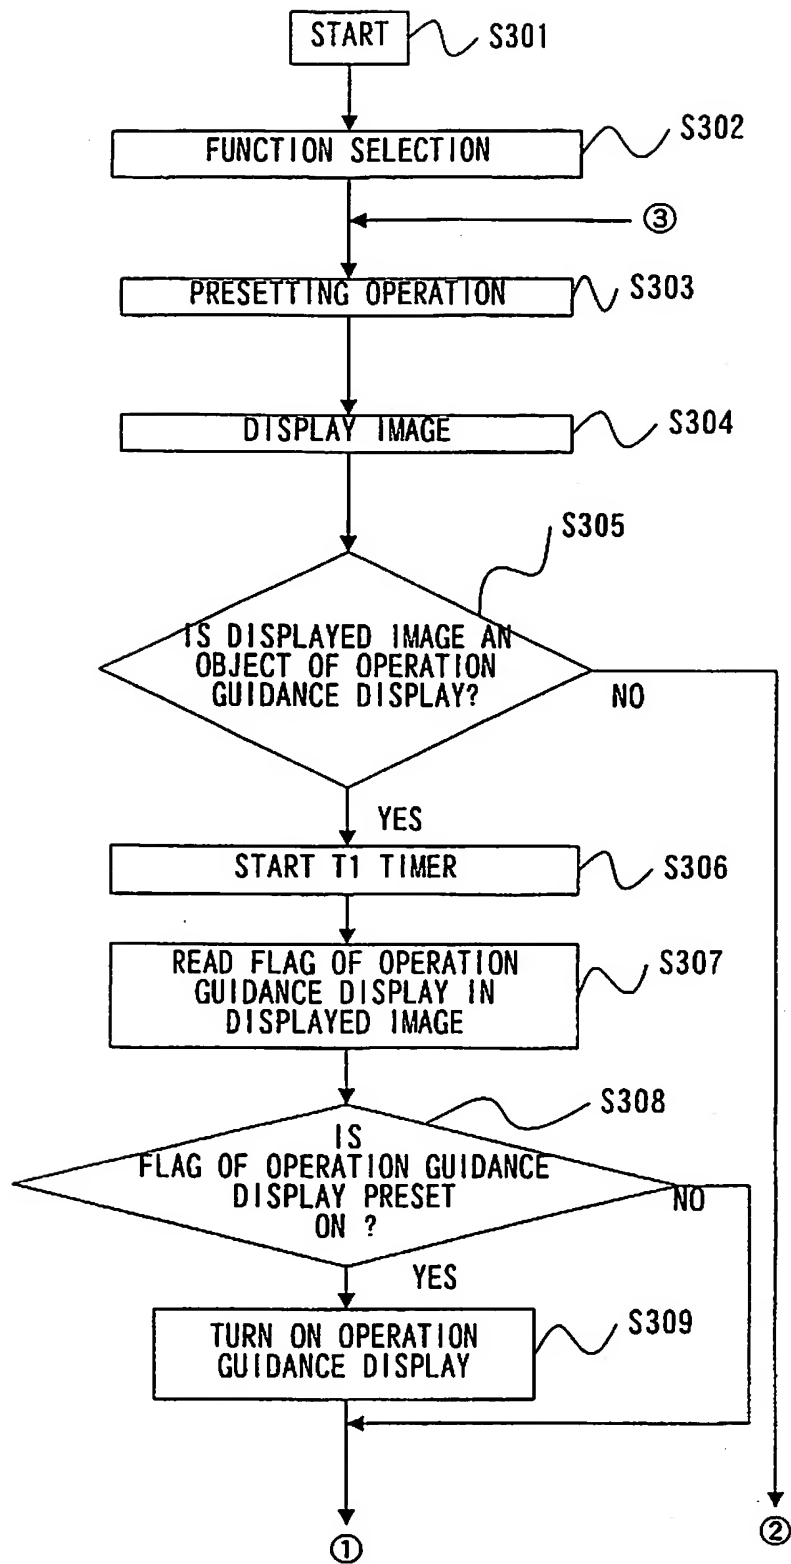 START
S301
FUNCTION SELECTION
S302
③
PRESETTING OPERATION
S303
DISPLAY IMAGE
S304
S305
IS DISPLAYED IMAGE AN
OBJECT OF OPERATION
GUIDANCE DISPLAY?
NO
YES
START T1 TIMER
S306
READ FLAG OF OPERATION
GUIDANCE DISPLAY IN
DISPLAYED IMAGE
S307
S308
IS
FLAG OF OPERATION GUIDANCE
DISPLAY PRESET
ON ?
NO
YES
TURN ON OPERATION
GUIDANCE DISPLAY
S309
①
②